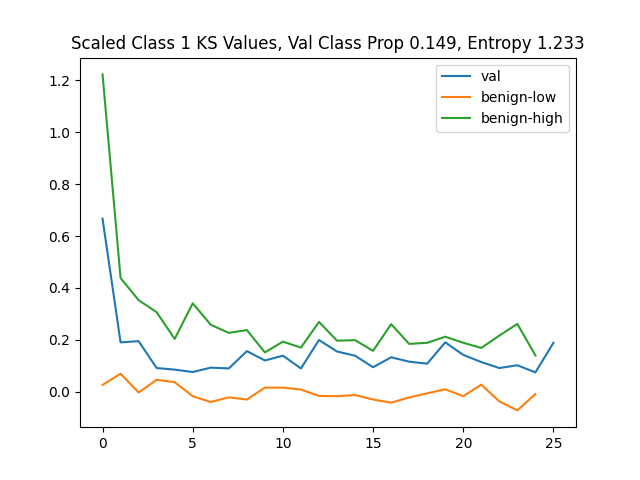 Scaled Class 1 KS Values, Val Class Prop 0.149, Entropy 1.233
val
benign-low
benign-high
1.2
1.0
0.8
0.6
0.4
0.2
0.0
0 5 10 15 20 25